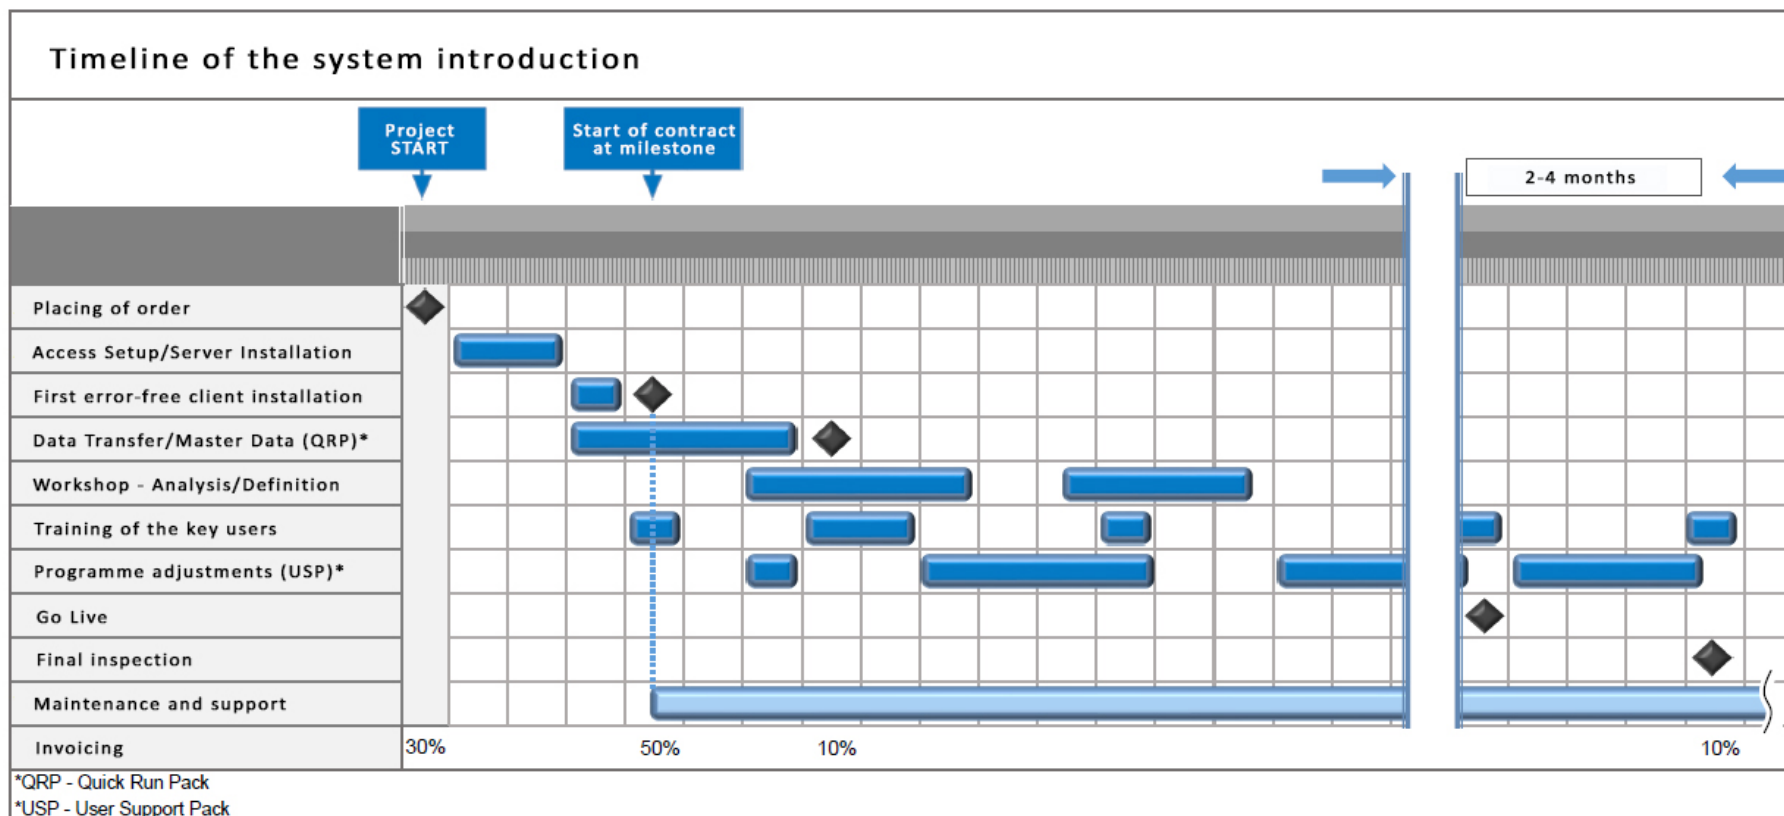 Timeline of the system introduction
Project
START
Start of contract
at milestone
2-4 months
Placing of order
Access Setup/Server Installation
First error-free client installation
Data Transfer/Master Data (QRP)*
Workshop - Analysis/Definition
Training of the key users
Programme adjustments (USP)*
Go Live
Final inspection
Maintenance and support
Invoicing 30% 50% 10% 10%
*QRP - Quick Run Pack
*USP - User Support Pack